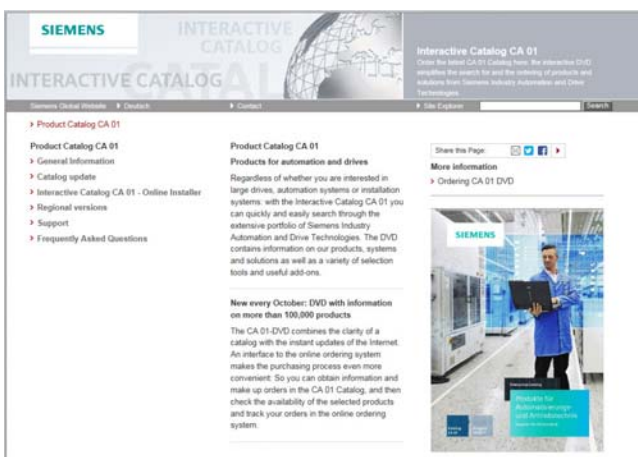 SIEMENS
INTERACTIVE
CATALOG
INTERACTIVE CATALOG
Interactive Catalog CA 01
Order the latest CA 01 Catalog here: the interactive DVD
simplifies the search for and the ordering of products and
solutions from Siemens Industry Automation and Drive
Technologies.
Siemens Global Website
Deutsch
Contact
Site Explorer
Search
Product Catalog CA 01
Product Catalog CA 01
General Information
Catalog update
Interactive Catalog CA 01 - Online Installer
Regional versions
Support
Frequently Asked Questions
Product Catalog CA 01
Products for automation and drives
Regardless of whether you are interested in
large drives, automation systems or installation
systems: with the Interactive Catalog CA 01 you
can quickly and easily search through the
extensive portfolio of Siemens Industry
Automation and Drive Technologies. The DVD
contains information on our products, systems
and solutions as well as a variety of selection
tools and useful add-ons.
New every October: DVD with information
on more than 100,000 products
The CA 01-DVD combines the clarity of a
catalog with the instant updates of the Internet.
An interface to the online ordering system
makes the purchasing process even more
convenient: So you can obtain information and
make up orders in the CA 01 Catalog, and then
check the availability of the selected products
and track your orders in the online ordering
system.
Share this Page:
More information
Ordering CA 01 DVD
SIEMENS
Produkte für
Automatisierungs-
und Antriebstechnik